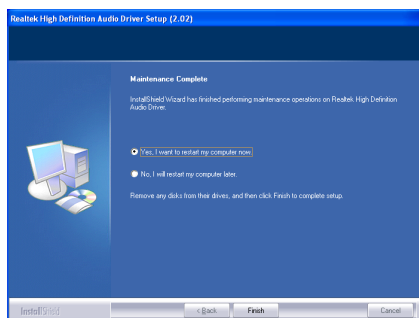 Realtek High Definition Audio Driver Setup (2.02)
Maintenance Complete
InstallShield Wizard has finished performing maintenance operations on Realtek High Definition
Audio Driver.
Yes, I want to restart my computer now.
No, I will restart my computer later.
Remove any disks from their drives, and then click Finish to complete setup.
InstallShield
< Back
Finish
Cancel